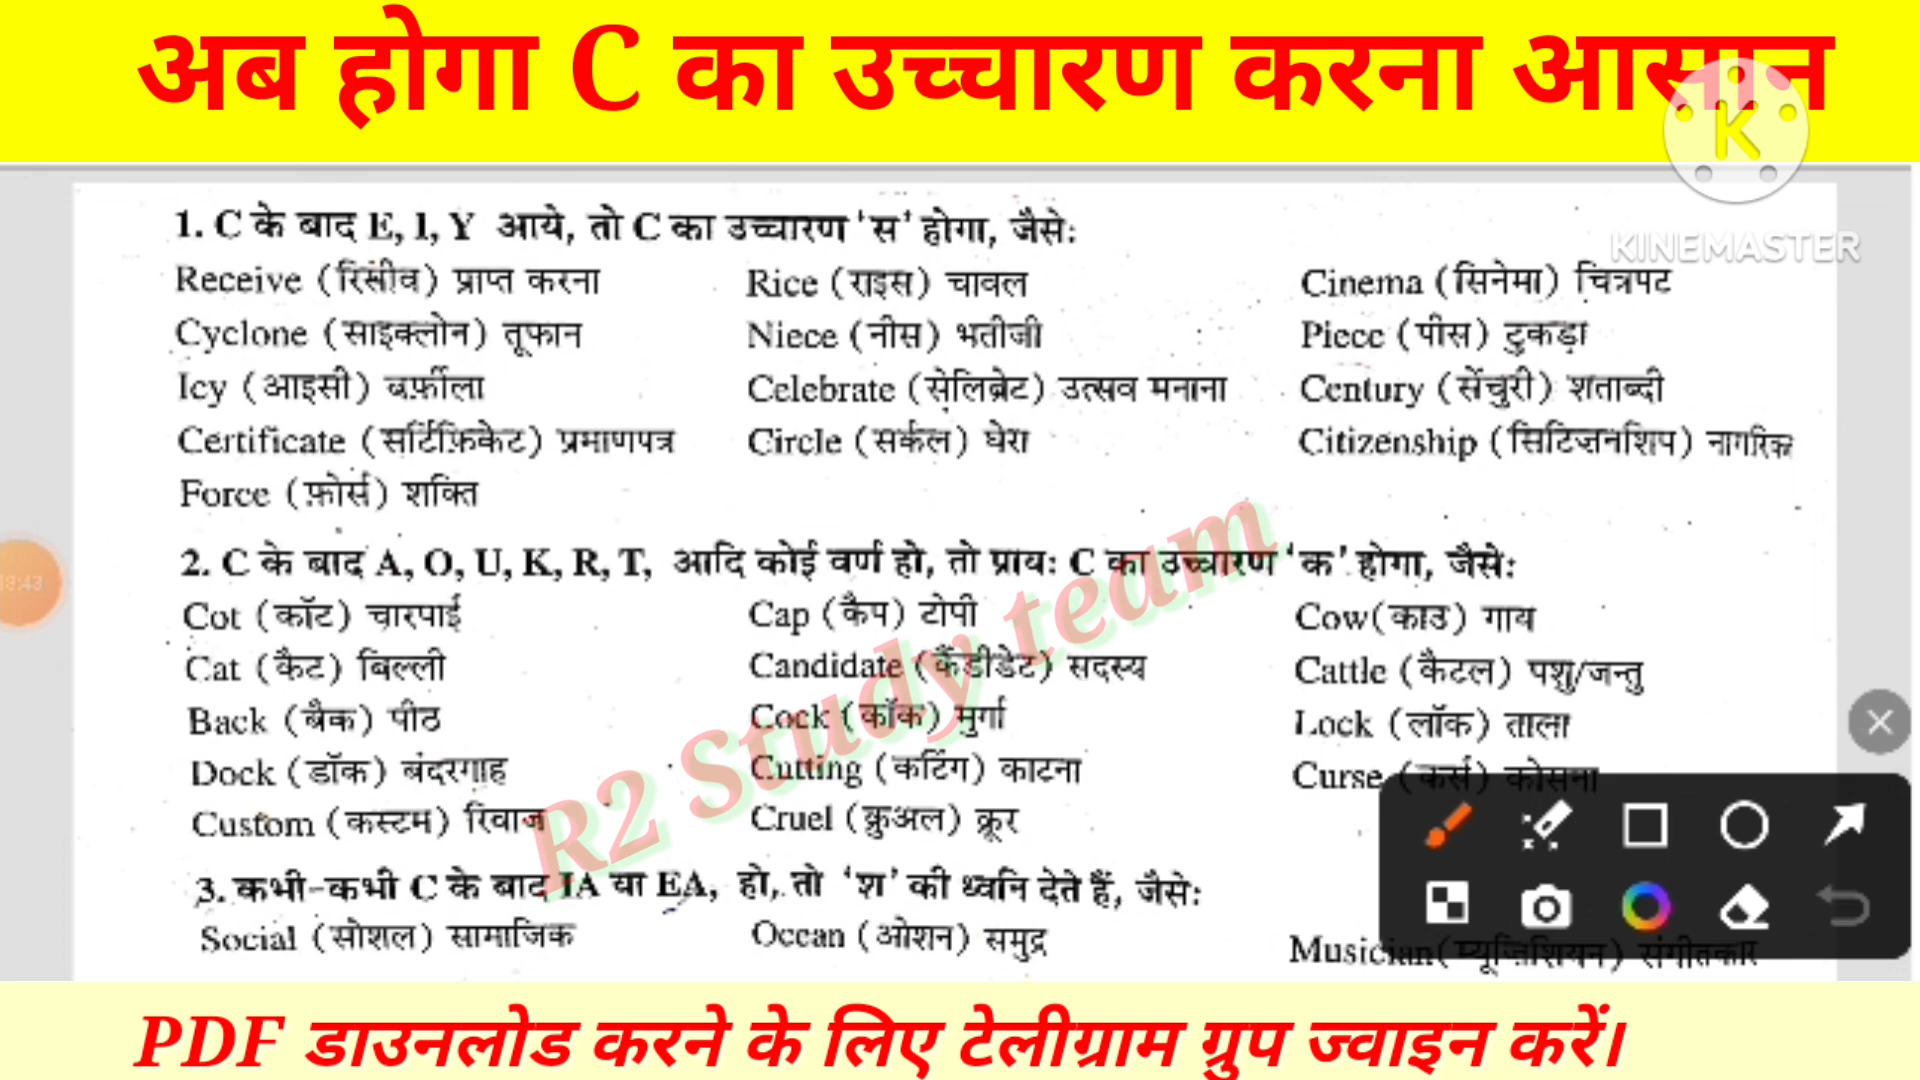 अब होगा C का उच्चारण करना आसान
KINEMASTER
1. C के बाद E, I, Y आये, तो C का उच्चारण 'स' होगा, जैसे:
Receive (रिसीव) प्राप्त करना Rice (राइस) चावल Cinema (सिनेमा) चित्रपट
Cyclone (साइक्लोन) तूफान Niece (नीस) भतीजी Piece (पीस) टुकड़ा
Icy (आइसी) बर्फ़ीला Celebrate (सेलिब्रेट) उत्सव मनाना Century (सेंचुरी) शताब्दी
Certificate (सर्टिफ़िकेट) प्रमाणपत्र Circle (सर्कल) घेरा Citizenship (सिटिज़नशिप)
Force (फ़ोर्स) शक्ति
2. C के बाद A, O, U, K, R, T, आदि कोई वर्ण हो, तो प्राय: C का उच्चारण 'क' होगा, जैसे:
Cot (कॉट) चारपाई Cap (कैप) टोपी Cow(काउ) गाय
Cat (कैट) बिल्ली Candidate (कैंडीडेट) सदस्य Cattle (कैटल) पशु/जन्तु
Back (बैक) पीठ Cock (कॉक) मुर्गा Lock (लॉक) ताला
Dock (डॉक) बंदरगाह Cutting (कटिंग) काटना Curse (कर्स) कोसना
Custom (कस्टम) रिवाज Cruel (क्रुअल) क्रूर
3. कभी-कभी C के बाद IA या EA, हो, तो 'श' की ध्वनि देते हैं, जैसे:
Social (सोशल) सामाजिक Ocean (ओशन) समुद्र Musician(म्यूज़िशियन) संगीतकार
R2 Study team
PDF डाउनलोड करने के लिए टेलीग्राम ग्रुप ज्वाइन करें।